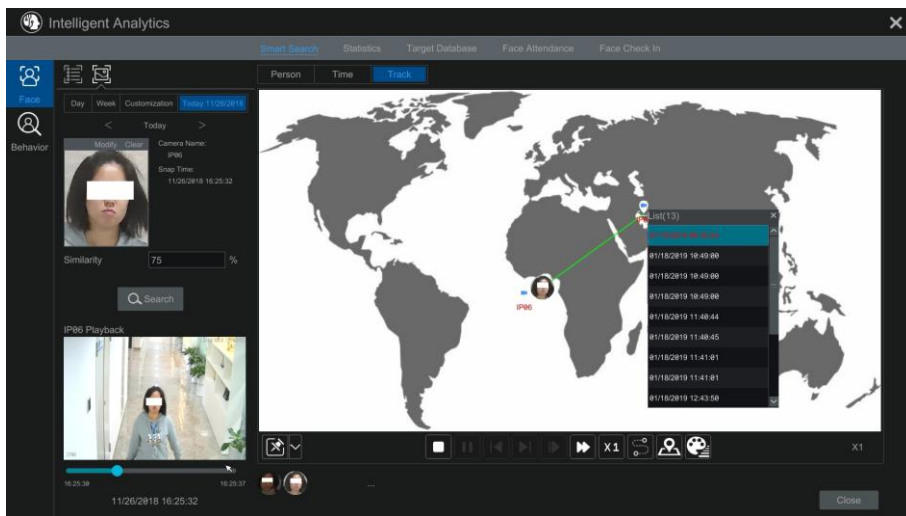 Intelligent Analytics
Smart Search Statistics Target Database Face Attendance Face Check In
Face
Behavior
Person Time Track
Day Week Customization Today 11/26/2018
< Today >
Modify Clear
Camera Name:
IP06
Snap Time:
11/26/2018 16:25:32
Similarity 75 %
Search
IP06 Playback
16:25:30 16:25:37
11/26/2018 16:25:32
IP06
List(13)
01/18/2019 10:49:00
01/18/2019 10:49:00
01/18/2019 10:49:00
01/18/2019 11:40:44
01/18/2019 11:40:45
01/18/2019 11:41:01
01/18/2019 11:41:01
01/18/2019 12:43:50
X1
X1
...
Close